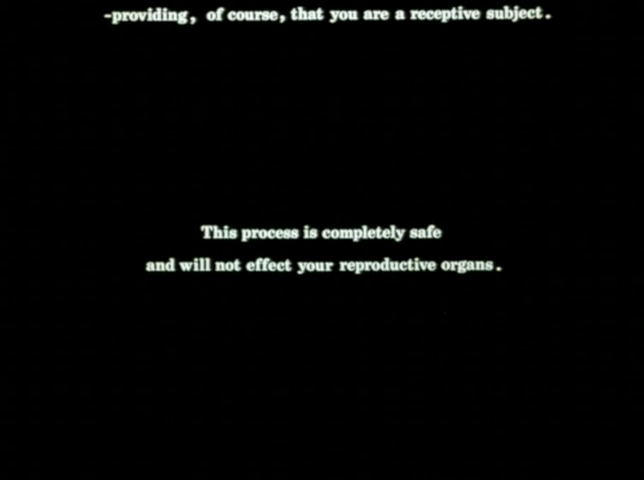 -providing, of course, that you are a receptive subject.
This process is completely safe
and will not effect your reproductive organs.